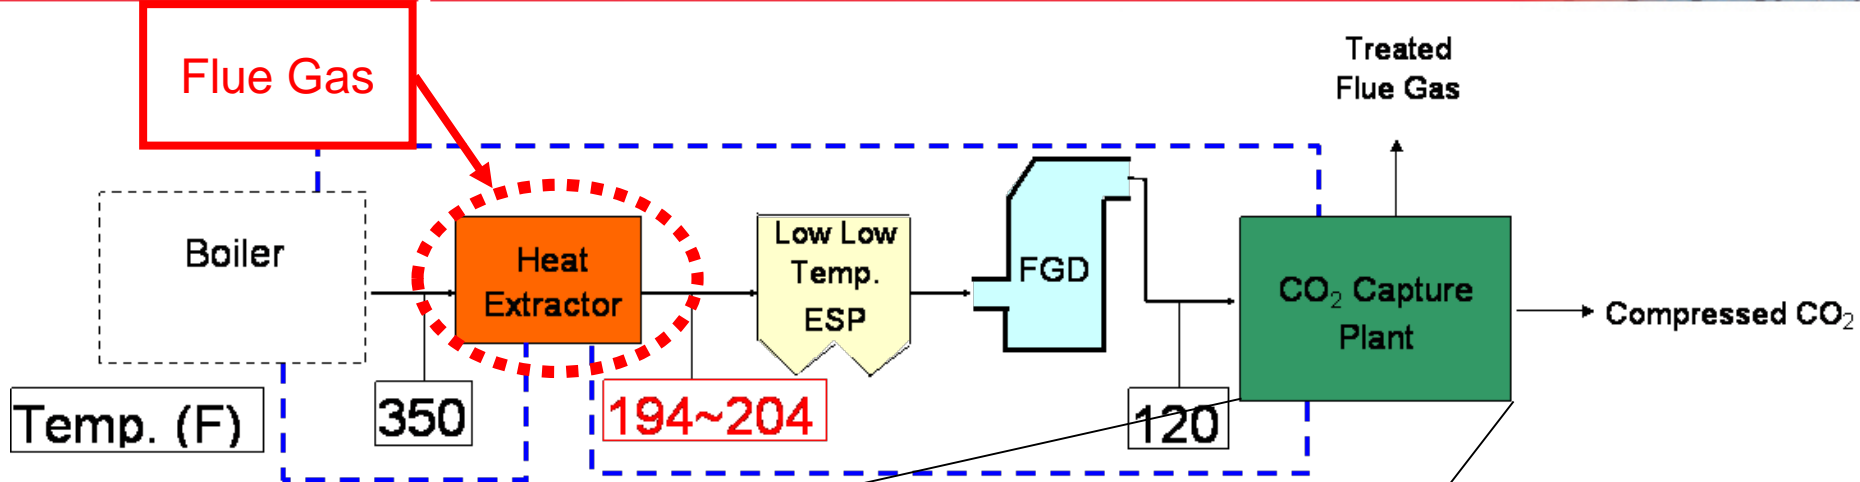 Flue Gas
Treated
Flue Gas
Boiler
Heat
Extractor
Low Low
Temp.
ESP
FGD
CO₂ Capture
Plant
Compressed CO₂
Temp. (F)
350
194~204
120